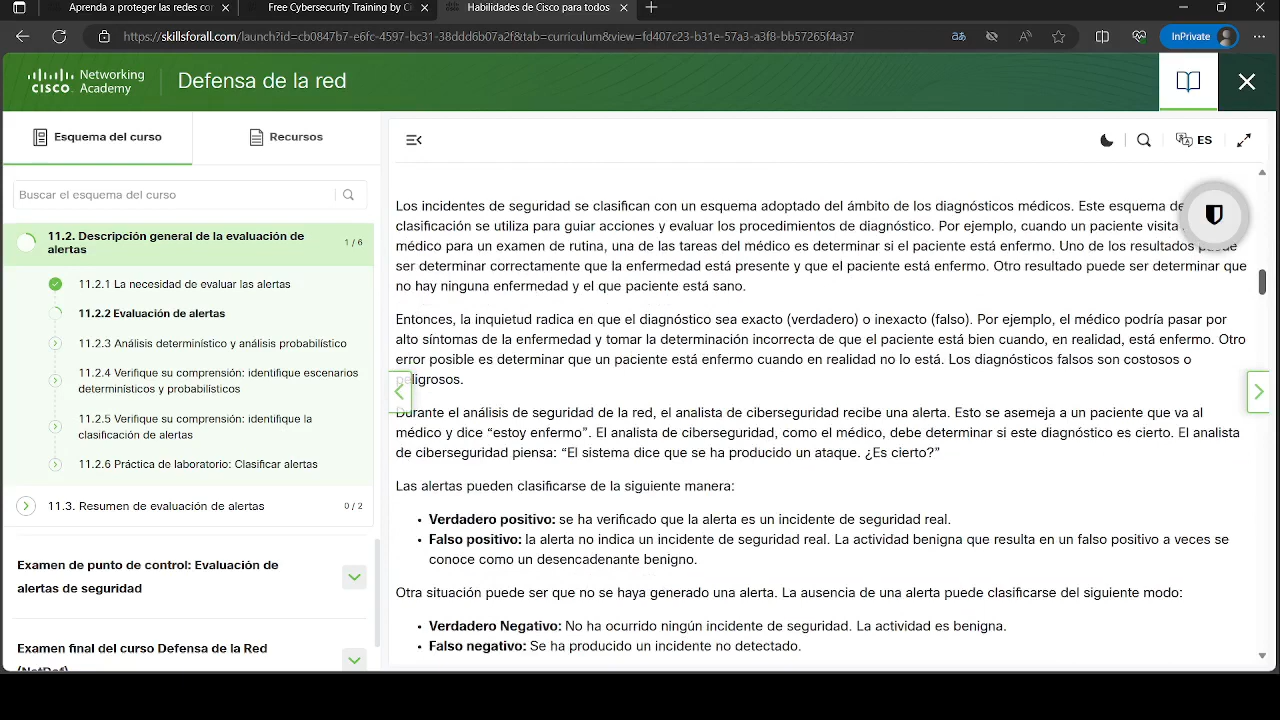 Aprenda a proteger las redes cor
Free Cybersecurity Training by Ci
Habilidades de Cisco para todos
https://skillsforall.com/launch?id=cb0847b7-e6fc-4597-bc31-38ddd6b07a2f&tab=curriculum&view=fd407c23-b31e-57a3-a3f8-bb57265f4a37
InPrivate
Networking
CISCO Academy
Defensa de la red
Esquema del curso
Recursos
ES
Buscar el esquema del curso
11.2. Descripción general de la evaluación de
alertas
1 / 6
11.2.1 La necesidad de evaluar las alertas
11.2.2 Evaluación de alertas
11.2.3 Análisis determinístico y análisis probabilístico
11.2.4 Verifique su comprensión: identifique escenarios
determinísticos y probabilísticos
11.2.5 Verifique su comprensión: identifique la
clasificación de alertas
11.2.6 Práctica de laboratorio: Clasificar alertas
11.3. Resumen de evaluación de alertas
0 / 2
Examen de punto de control: Evaluación de
alertas de seguridad
Examen final del curso Defensa de la Red
(NetDef)
Los incidentes de seguridad se clasifican con un esquema adoptado del ámbito de los diagnósticos médicos. Este esquema de
clasificación se utiliza para guiar acciones y evaluar los procedimientos de diagnóstico. Por ejemplo, cuando un paciente visita
médico para un examen de rutina, una de las tareas del médico es determinar si el paciente está enfermo. Uno de los resultados puede
ser determinar correctamente que la enfermedad está presente y que el paciente está enfermo. Otro resultado puede ser determinar que
no hay ninguna enfermedad y el que paciente está sano.
Entonces, la inquietud radica en que el diagnóstico sea exacto (verdadero) o inexacto (falso). Por ejemplo, el médico podría pasar por
alto síntomas de la enfermedad y tomar la determinación incorrecta de que el paciente está bien cuando, en realidad, está enfermo. Otro
error posible es determinar que un paciente está enfermo cuando en realidad no lo está. Los diagnósticos falsos son costosos o
peligrosos.
Durante el análisis de seguridad de la red, el analista de ciberseguridad recibe una alerta. Esto se asemeja a un paciente que va al
médico y dice “estoy enfermo”. El analista de ciberseguridad, como el médico, debe determinar si este diagnóstico es cierto. El analista
de ciberseguridad piensa: “El sistema dice que se ha producido un ataque. ¿Es cierto?”
Las alertas pueden clasificarse de la siguiente manera:
• Verdadero positivo: se ha verificado que la alerta es un incidente de seguridad real.
• Falso positivo: la alerta no indica un incidente de seguridad real. La actividad benigna que resulta en un falso positivo a veces se
conoce como un desencadenante benigno.
Otra situación puede ser que no se haya generado una alerta. La ausencia de una alerta puede clasificarse del siguiente modo:
• Verdadero Negativo: No ha ocurrido ningún incidente de seguridad. La actividad es benigna.
• Falso negativo: Se ha producido un incidente no detectado.